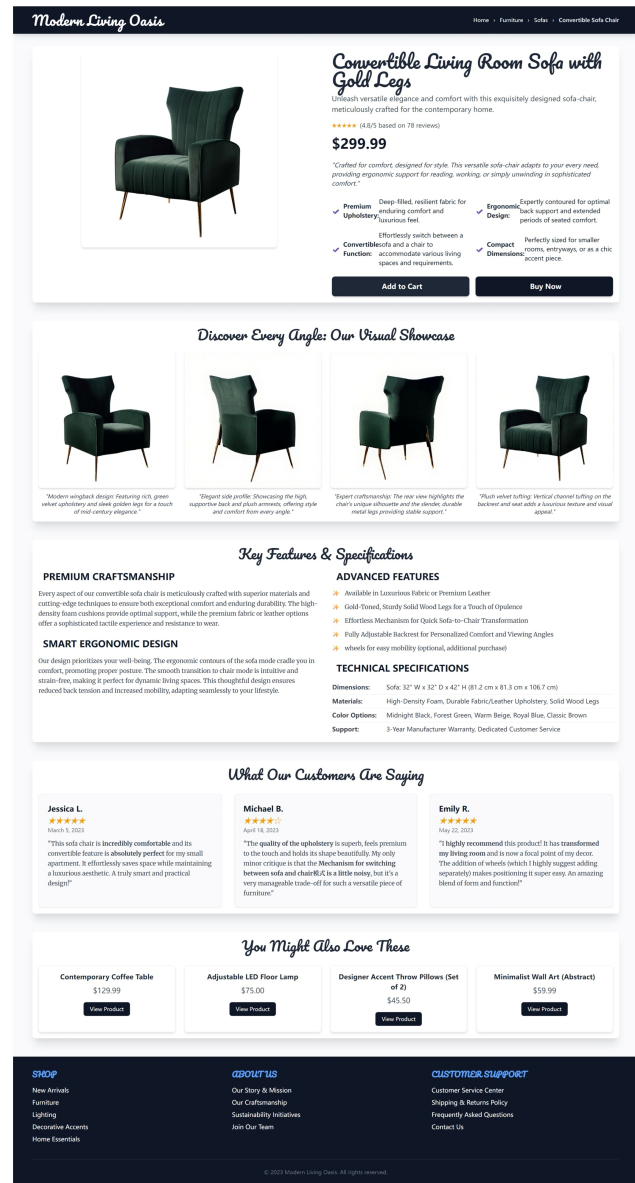 Modern Living Oasis
Home › Furniture › Sofas › Convertible Sofa Chair
Convertible Living Room Sofa with
Gold Legs
Unleash versatile elegance and comfort with this exquisitely designed sofa-chair,
meticulously crafted for the contemporary home.
★★★★★ (4.8/5 based on 78 reviews)
$299.99
"Crafted for comfort, designed for style. This versatile sofa-chair adapts to your every need,
providing ergonomic support for reading, working, or simply unwinding in sophisticated
comfort."
✓ Premium Upholstery: Deep-filled, resilient fabric for
enduring comfort and
luxurious feel.
✓ Ergonomic Design: Expertly contoured for optimal
back support and extended
periods of seated comfort.
✓ Convertible Function: Effortlessly switch between a
sofa and a chair to
accommodate various living
spaces and requirements.
✓ Compact Dimensions: Perfectly sized for smaller
rooms, entryways, or as a chic
accent piece.
Add to Cart
Buy Now
Discover Every Angle: Our Visual Showcase
"Modern wingback design: Featuring rich, green
velvet upholstery and sleek golden legs for a touch
of mid-century elegance."
"Elegant side profile: Showcasing the high,
supportive back and plush armrests, offering style
and comfort from every angle."
"Expert craftsmanship: The rear view highlights the
chair's unique silhouette and the slender, durable
metal legs providing stable support."
"Plush velvet tufting: Vertical channel tufting on the
backrest and seat adds a luxurious texture and visual
appeal."
Key Features & Specifications
PREMIUM CRAFTSMANSHIP
Every aspect of our convertible sofa chair is meticulously crafted with superior materials and
cutting-edge techniques to ensure both exceptional comfort and enduring durability. The high-
density foam cushions provide optimal support, while the premium fabric or leather options
offer a sophisticated tactile experience and resistance to wear.
SMART ERGONOMIC DESIGN
Our design prioritizes your well-being. The ergonomic contours of the sofa mode cradle you in
comfort, promoting proper posture. The smooth transition to chair mode is intuitive and
strain-free, making it perfect for dynamic living spaces. This thoughtful design ensures
reduced back tension and increased mobility, adapting seamlessly to your lifestyle.
ADVANCED FEATURES
Available in Luxurious Fabric or Premium Leather
Gold-Toned, Sturdy Solid Wood Legs for a Touch of Opulence
Effortless Mechanism for Quick Sofa-to-Chair Transformation
Fully Adjustable Backrest for Personalized Comfort and Viewing Angles
wheels for easy mobility (optional, additional purchase)
TECHNICAL SPECIFICATIONS
Dimensions: Sofa: 32" W x 32" D x 42" H (81.2 cm x 81.3 cm x 106.7 cm)
Materials: High-Density Foam, Durable Fabric/Leather Upholstery, Solid Wood Legs
Color Options: Midnight Black, Forest Green, Warm Beige, Royal Blue, Classic Brown
Support: 3-Year Manufacturer Warranty, Dedicated Customer Service
What Our Customers Are Saying
Jessica L.
★★★★★
March 5, 2023
"This sofa chair is incredibly comfortable and its
convertible feature is absolutely perfect for my small
apartment. It effortlessly saves space while maintaining
a luxurious aesthetic. A truly smart and practical
design!"
Michael B.
★★★★☆
April 18, 2023
"The quality of the upholstery is superb, feels premium
to the touch and holds its shape beautifully. My only
minor critique is that the Mechanism for switching
between sofa and chair模式 is a little noisy, but it's a
very manageable trade-off for such a versatile piece of
furniture."
Emily R.
★★★★★
May 22, 2023
"I highly recommend this product! It has transformed
my living room and is now a focal point of my decor.
The addition of wheels (which I highly suggest adding
separately) makes positioning it super easy. An amazing
blend of form and function!"
You Might Also Love These
Contemporary Coffee Table
$129.99
View Product
Adjustable LED Floor Lamp
$75.00
View Product
Designer Accent Throw Pillows (Set
of 2)
$45.50
View Product
Minimalist Wall Art (Abstract)
$59.99
View Product
SHOP
New Arrivals
Furniture
Lighting
Decorative Accents
Home Essentials
ABOUT US
Our Story & Mission
Our Craftsmanship
Sustainability Initiatives
Join Our Team
CUSTOMER SUPPORT
Customer Service Center
Shipping & Returns Policy
Frequently Asked Questions
Contact Us
© 2023 Modern Living Oasis. All rights reserved.